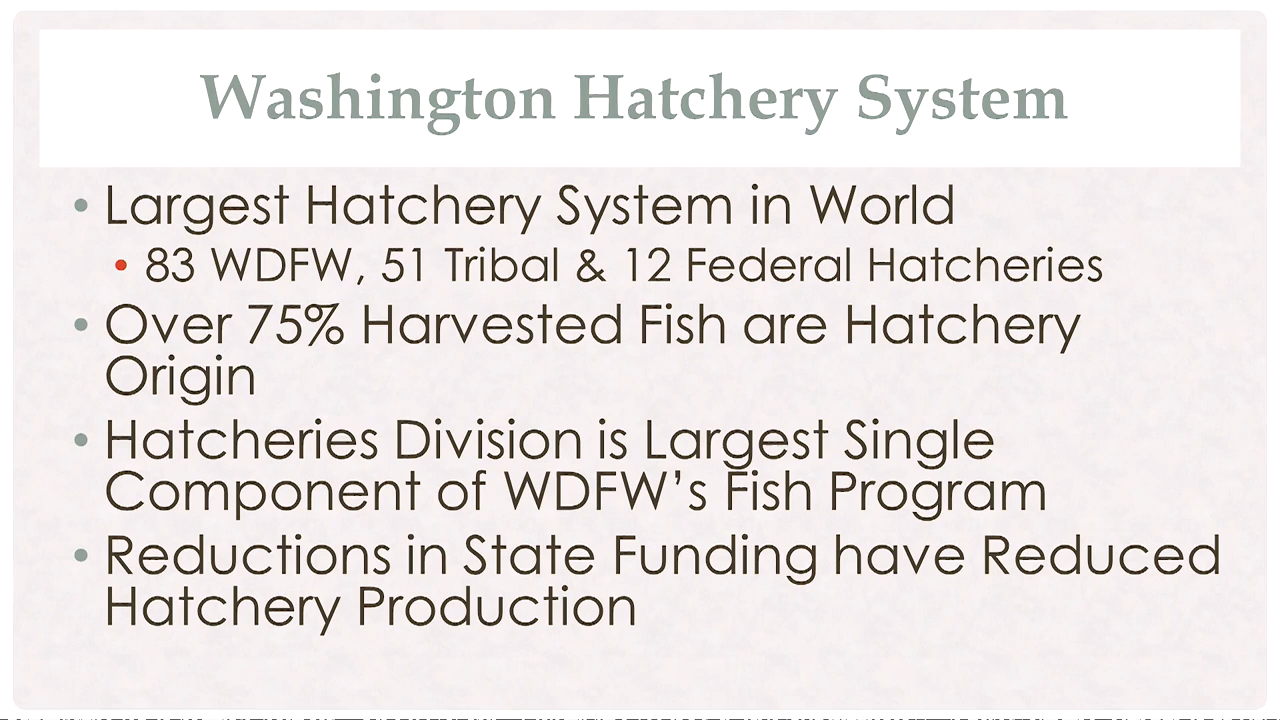 Washington Hatchery System
• Largest Hatchery System in World
• 83 WDFW, 51 Tribal & 12 Federal Hatcheries
• Over 75% Harvested Fish are Hatchery
Origin
• Hatcheries Division is Largest Single
Component of WDFW's Fish Program
• Reductions in State Funding have Reduced
Hatchery Production